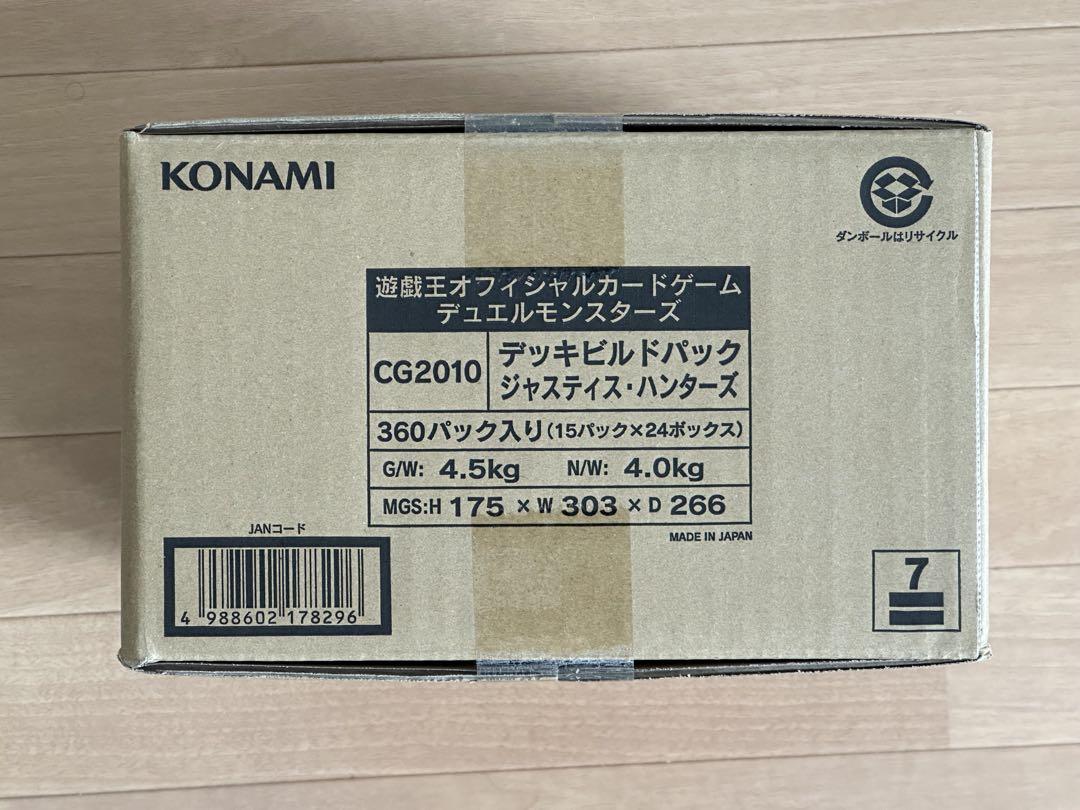 KONAMI
ダンボールはリサイクル
遊戯王オフィシャルカードゲーム
デュエルモンスターズ
CG2010
デッキビルドパック
ジャスティス・ハンターズ
360パック入り(15パック×24ボックス)
G/W: 4.5kg N/W: 4.0kg
MGS:H 175 × W 303 × D 266
MADE IN JAPAN
JANコード
4 988602 178296
7